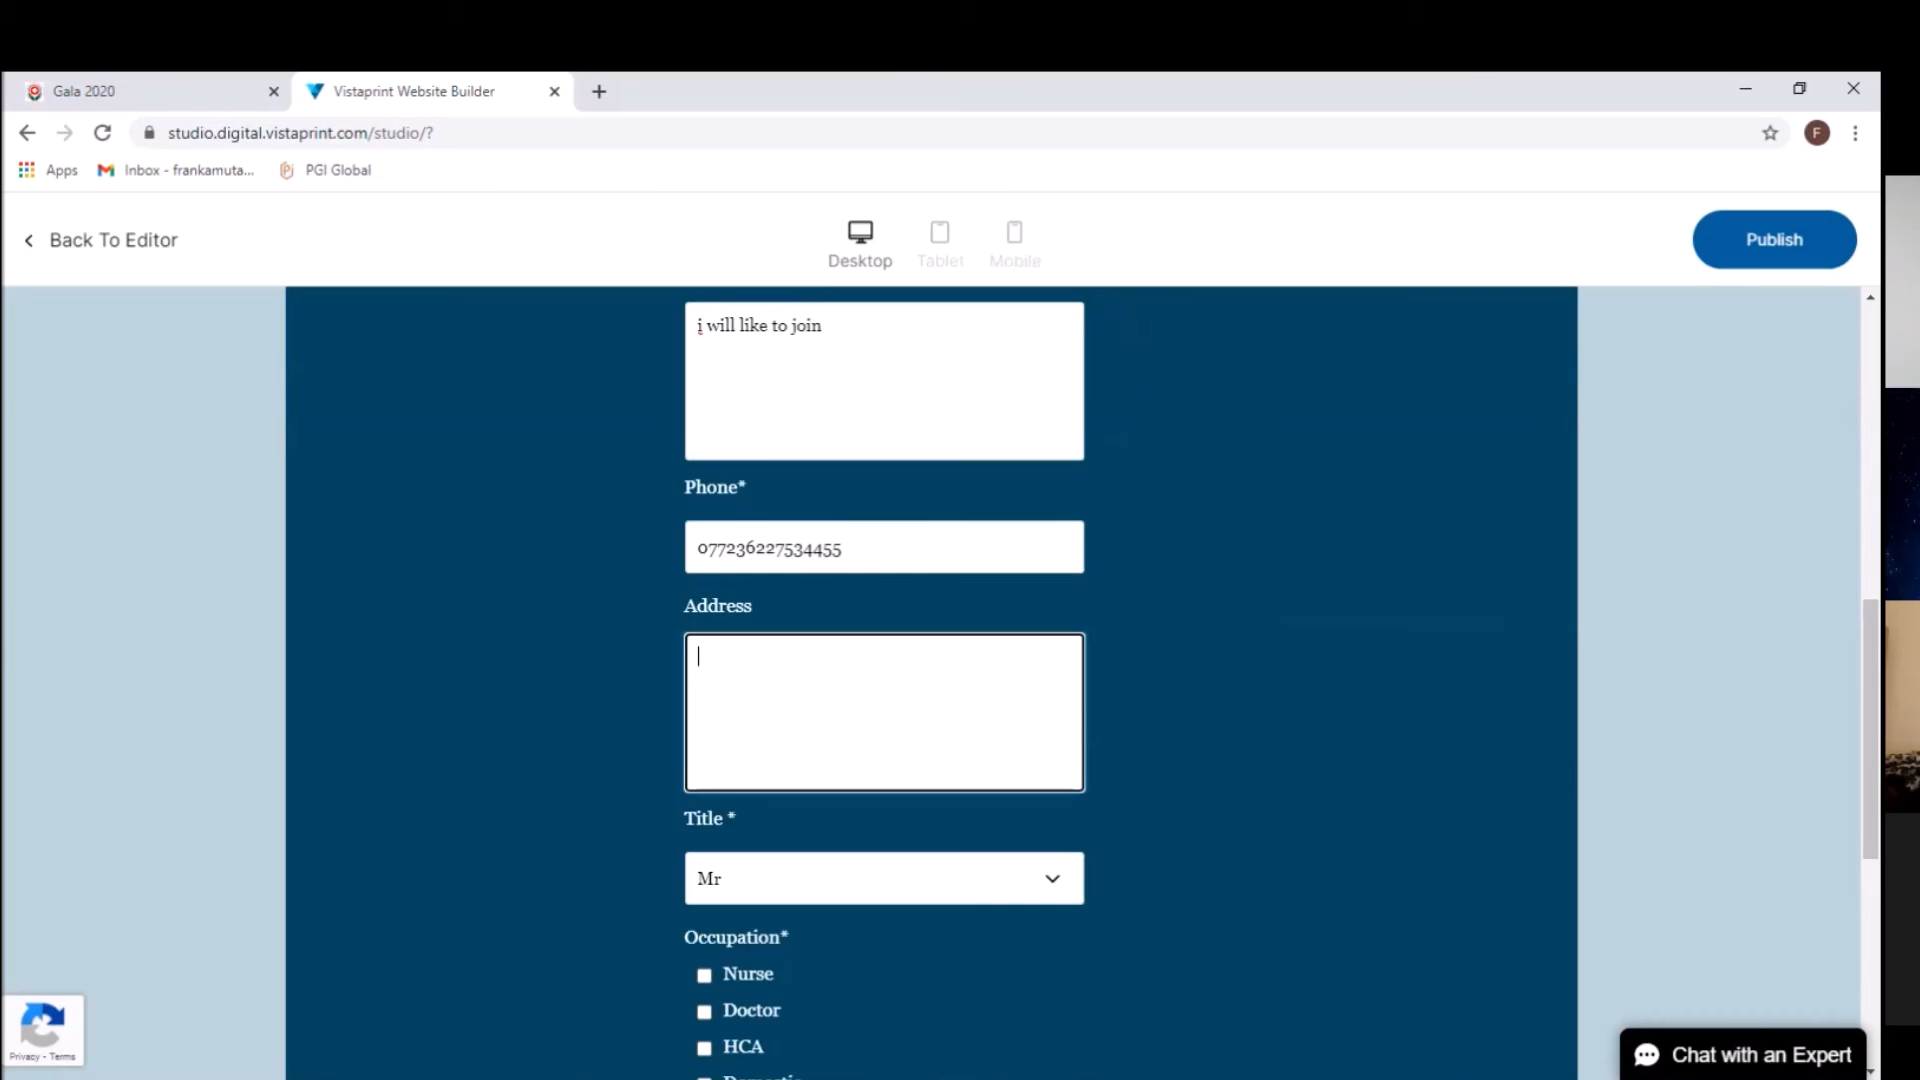 Gala 2020
Vistaprint Website Builder
studio.digital.vistaprint.com/studio/?
F
Apps
Inbox - frankamuta...
PGI Global
Back To Editor
Desktop
Tablet
Mobile
Publish
i will like to join
Phone*
077236227534455
Address
Title *
Mr
Occupation*
Nurse
Doctor
HCA
Privacy - Terms
Chat with an Expert